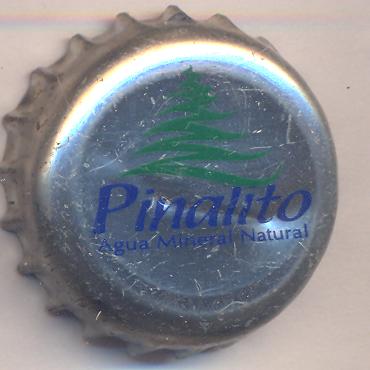 Pinalito
Agua Mineral Natural